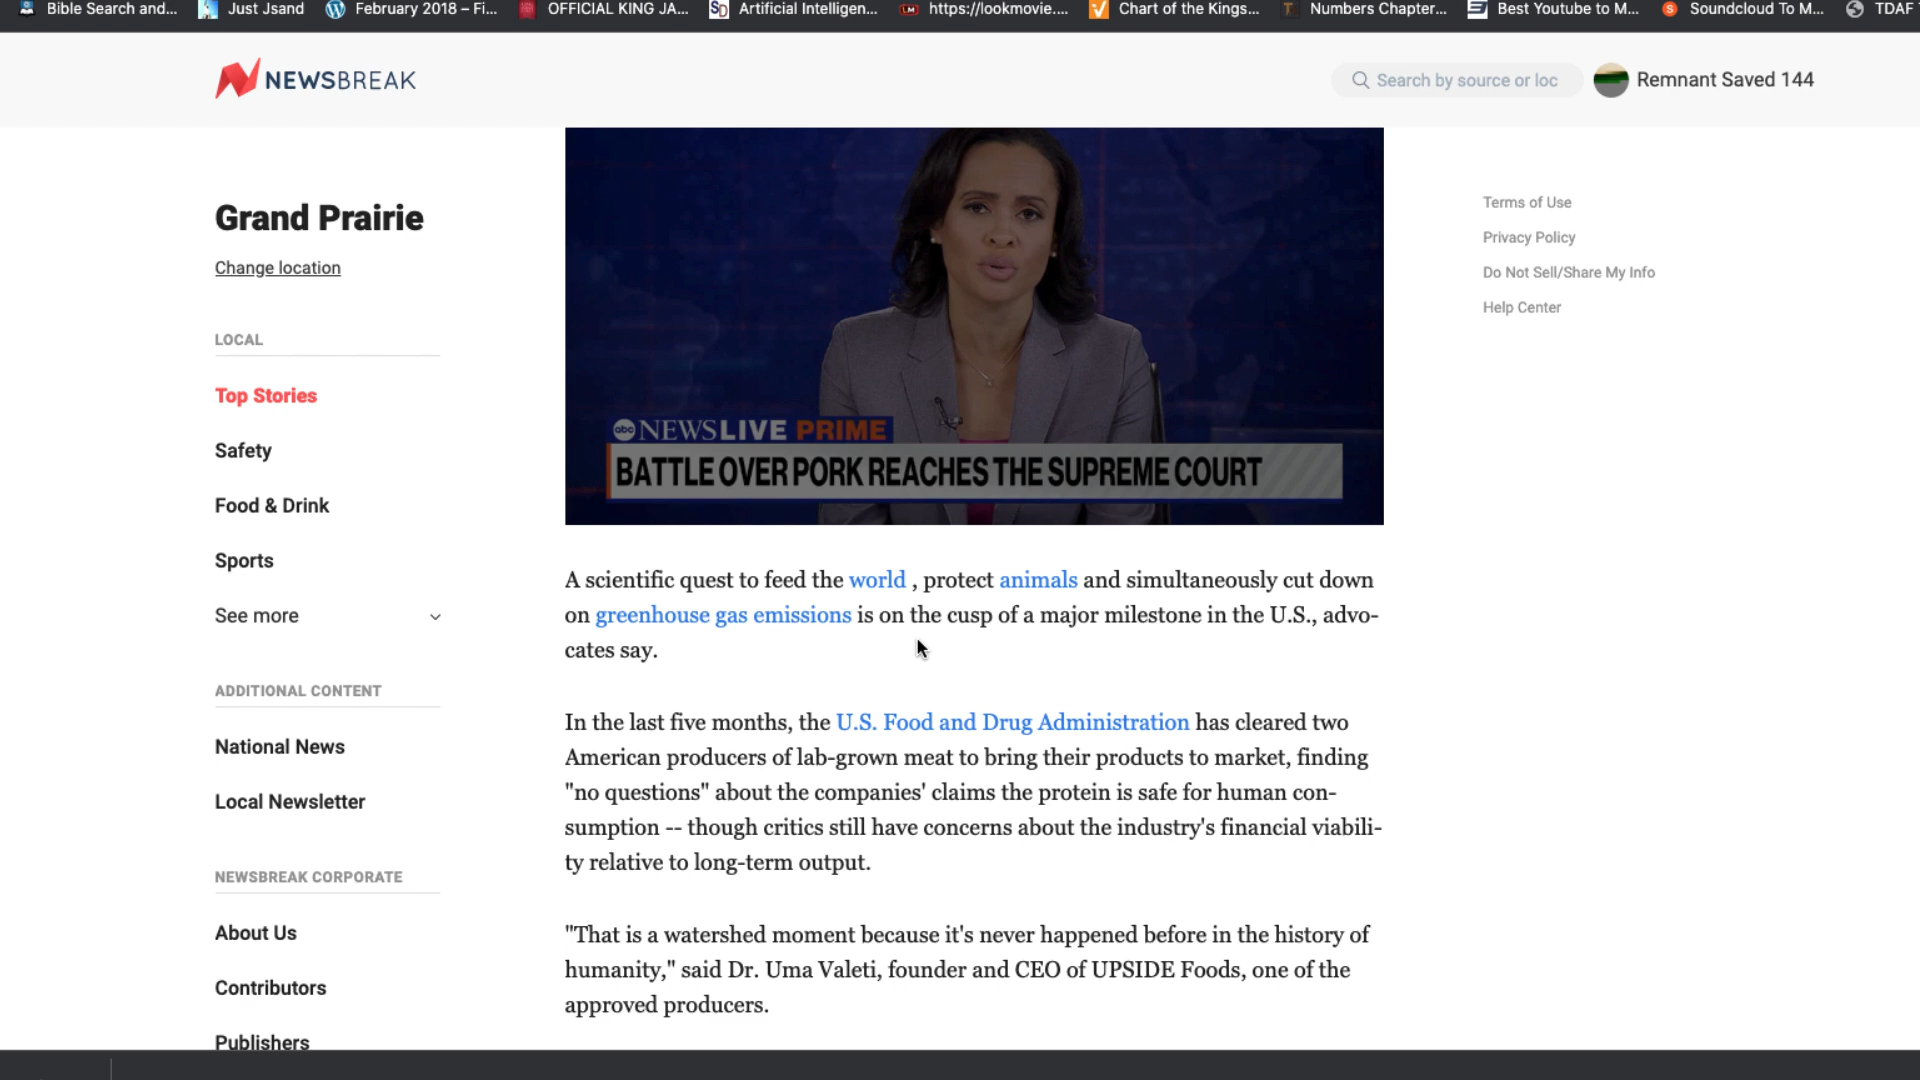 Bible Search and...
Just Jsand
February 2018 – Fi...
OFFICIAL KING JA...
SD
Artificial Intelligen...
LM
https://lookmovie....
Chart of the Kings...
T
Numbers Chapter...
Best Youtube to M...
S
Soundcloud To M...
TDAF
NEWSBREAK
Search by source or loc
Remnant Saved 144
Grand Prairie
Change location
LOCAL
Top Stories
Safety
Food & Drink
Sports
See more
ADDITIONAL CONTENT
National News
Local Newsletter
NEWSBREAK CORPORATE
About Us
Contributors
Publishers
abc NEWS LIVE PRIME
BATTLE OVER PORK REACHES THE SUPREME COURT
A scientific quest to feed the world , protect animals and simultaneously cut down
on greenhouse gas emissions is on the cusp of a major milestone in the U.S., advo-
cates say.
In the last five months, the U.S. Food and Drug Administration has cleared two
American producers of lab-grown meat to bring their products to market, finding
"no questions" about the companies' claims the protein is safe for human con-
sumption -- though critics still have concerns about the industry's financial viabili-
ty relative to long-term output.
"That is a watershed moment because it's never happened before in the history of
humanity," said Dr. Uma Valeti, founder and CEO of UPSIDE Foods, one of the
approved producers.
Terms of Use
Privacy Policy
Do Not Sell/Share My Info
Help Center